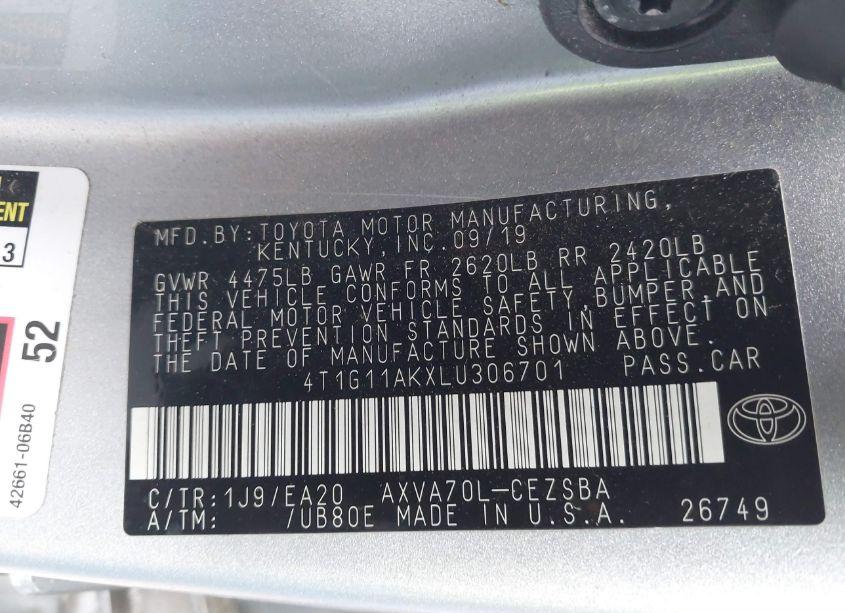 MFD. BY: TOYOTA MOTOR MANUFACTURING,
KENTUCKY, INC. 09/19
GVWR 4475LB GAWR FR 2620LB RR 2420LB
THIS VEHICLE CONFORMS TO ALL APPLICABLE
FEDERAL MOTOR VEHICLE SAFETY, BUMPER, AND
THEFT PREVENTION STANDARDS IN EFFECT ON
THE DATE OF MANUFACTURE SHOWN ABOVE.
4T1G11AKXLU306701 PASS.CAR
C/TR: 1J9/EA20 AXVA70L-CEZSBA
A/TM: /UB80E MADE IN U.S.A. 26749
52
42661-06B40
3